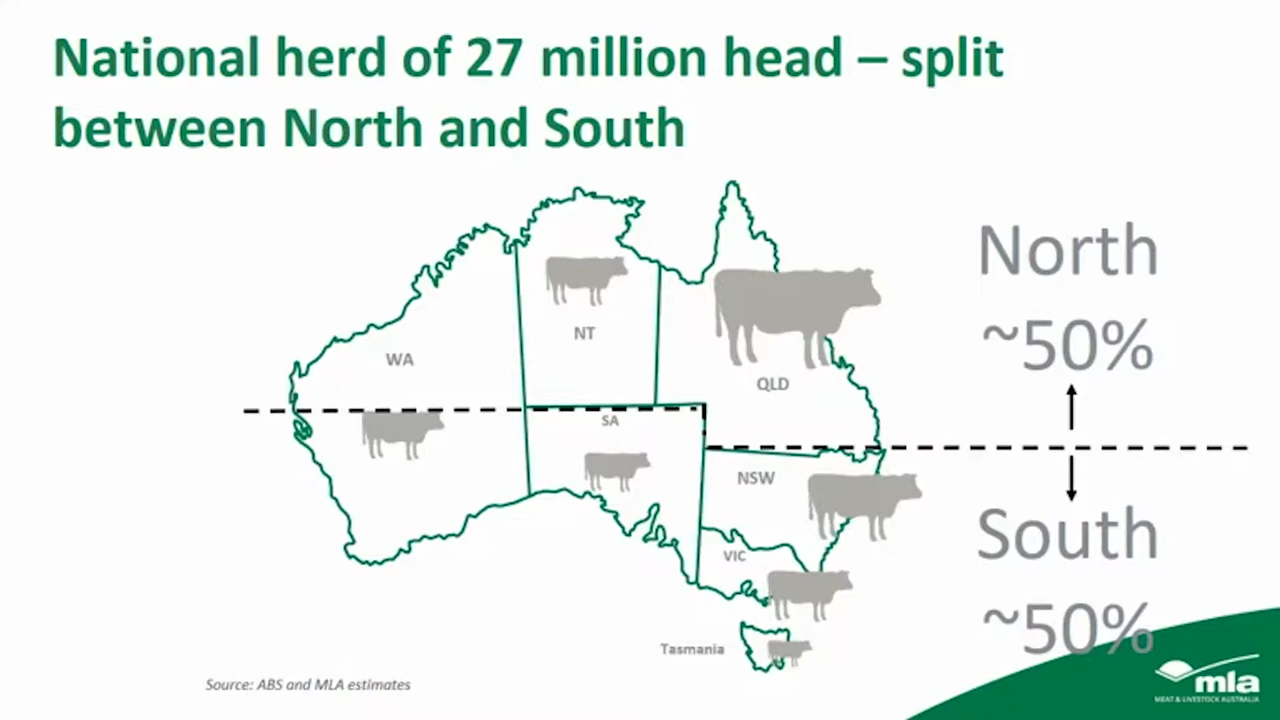 National herd of 27 million head – split
between North and South
North
~50%
NT
WA
QLD
SA
NSW
South
~50%
VIC
Tasmania
Source: ABS and MLA estimates
mla
MEAT & LIVESTOCK AUSTRALIA